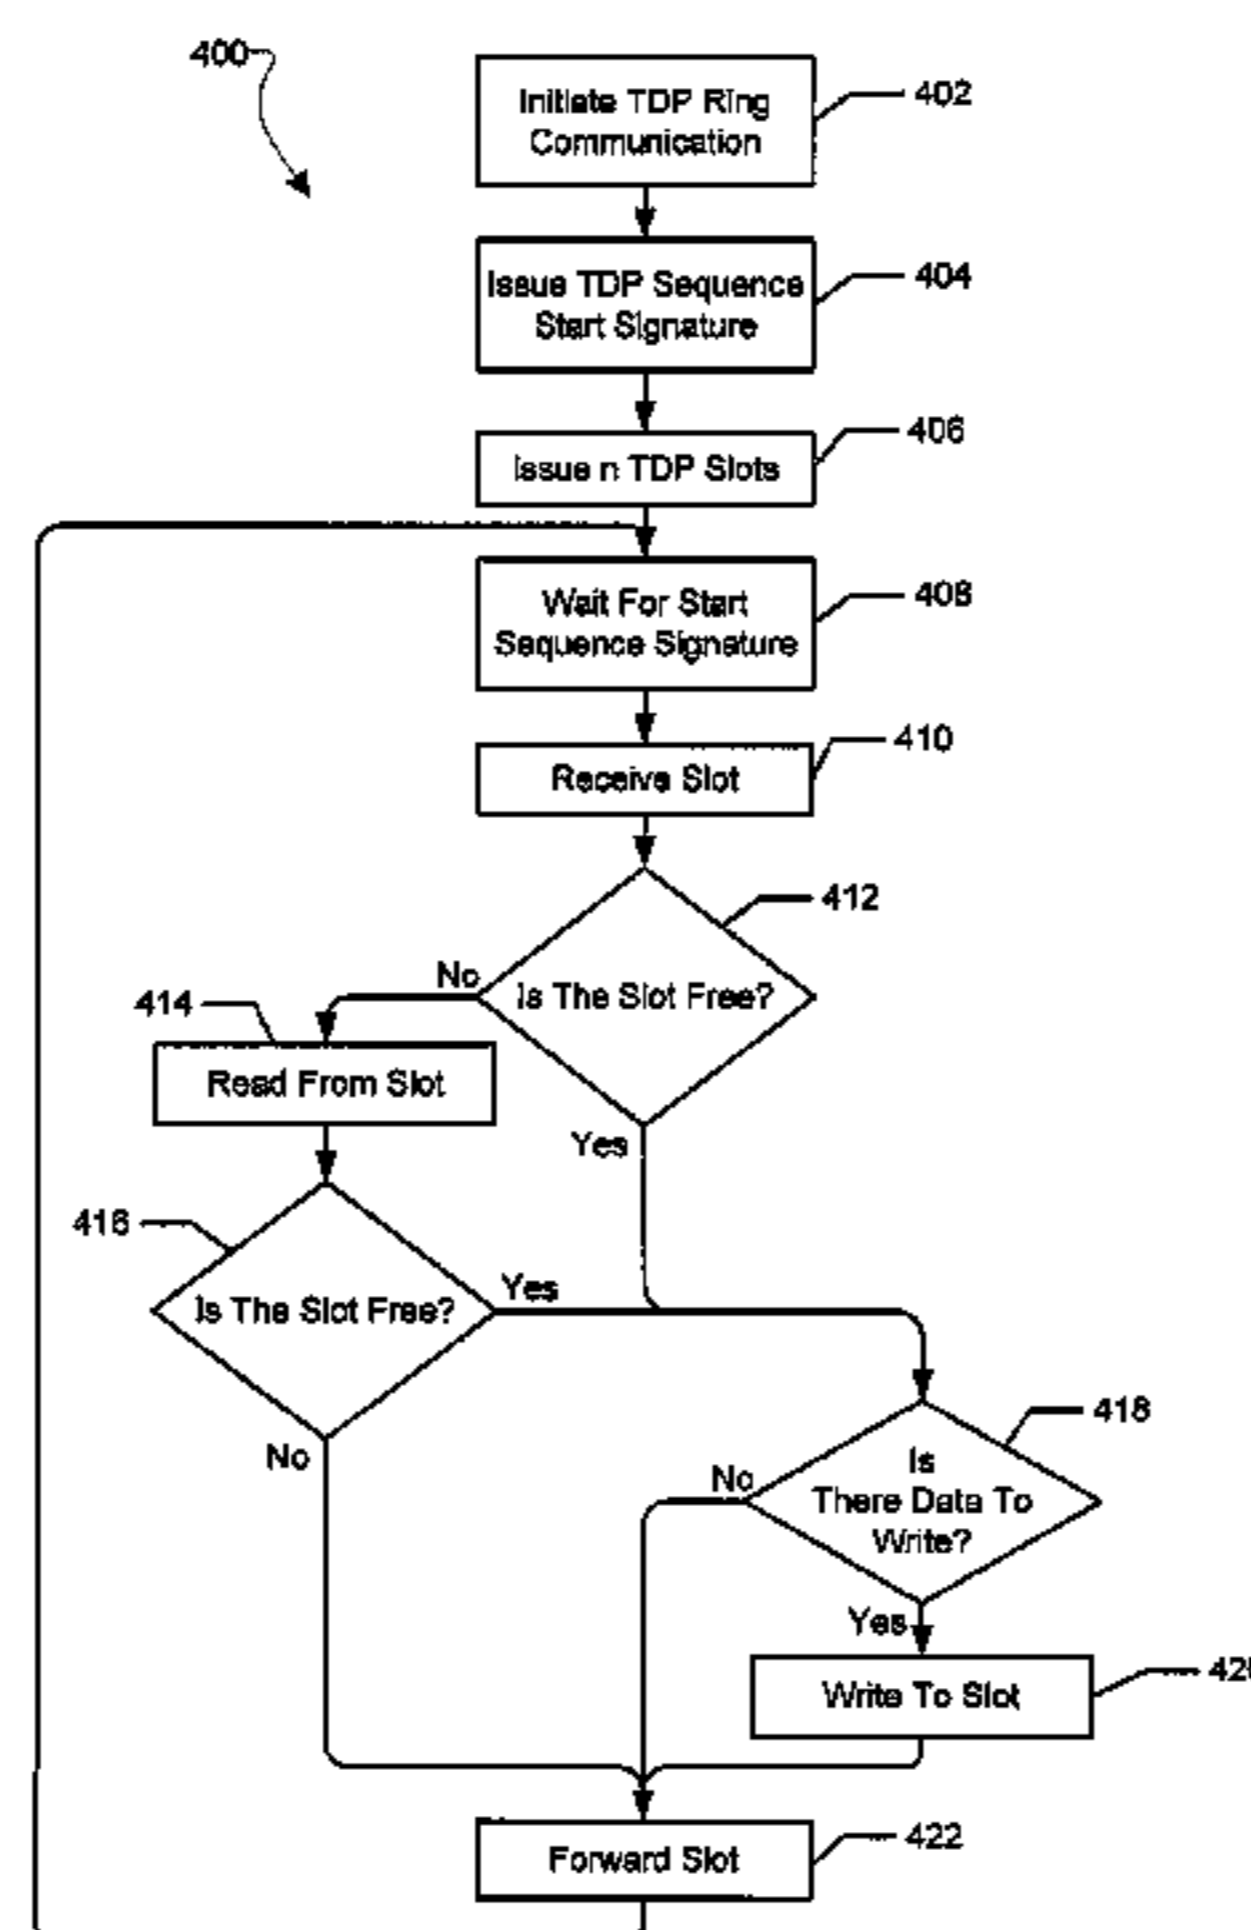 400
Initiate TDP Ring
Communication
402
Issue TDP Sequence
Start Signature
404
Issue n TDP Slots
406
Wait For Start
Sequence Signature
408
Receive Slot
410
Is The Slot Free?
412
No
Yes
414
Read From Slot
416
Is The Slot Free?
Yes
No
418
Is
There Data To
Write?
No
Yes
Write To Slot
Forward Slot
422